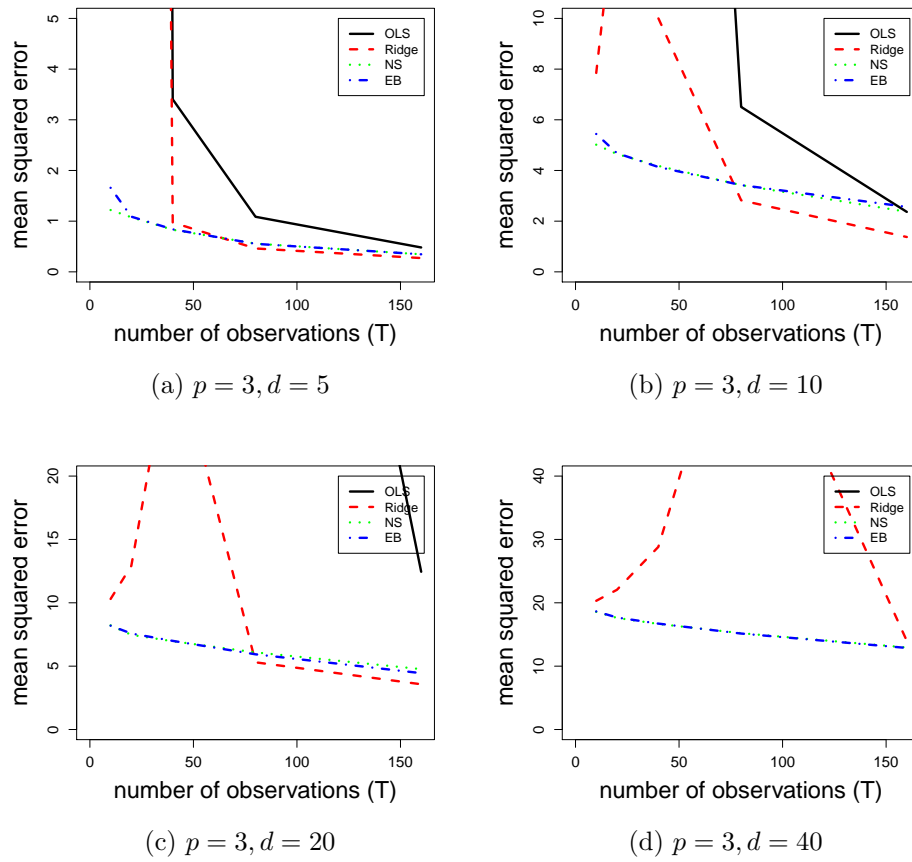 mean squared error
0
1
2
3
4
5
0
50
100
150
number of observations (T)
OLS
Ridge
NS
EB
(a) p = 3, d = 5
mean squared error
0
2
4
6
8
10
0
50
100
150
number of observations (T)
OLS
Ridge
NS
EB
(b) p = 3, d = 10
mean squared error
0
5
10
15
20
0
50
100
150
number of observations (T)
OLS
Ridge
NS
EB
(c) p = 3, d = 20
mean squared error
0
10
20
30
40
0
50
100
150
number of observations (T)
OLS
Ridge
NS
EB
(d) p = 3, d = 40